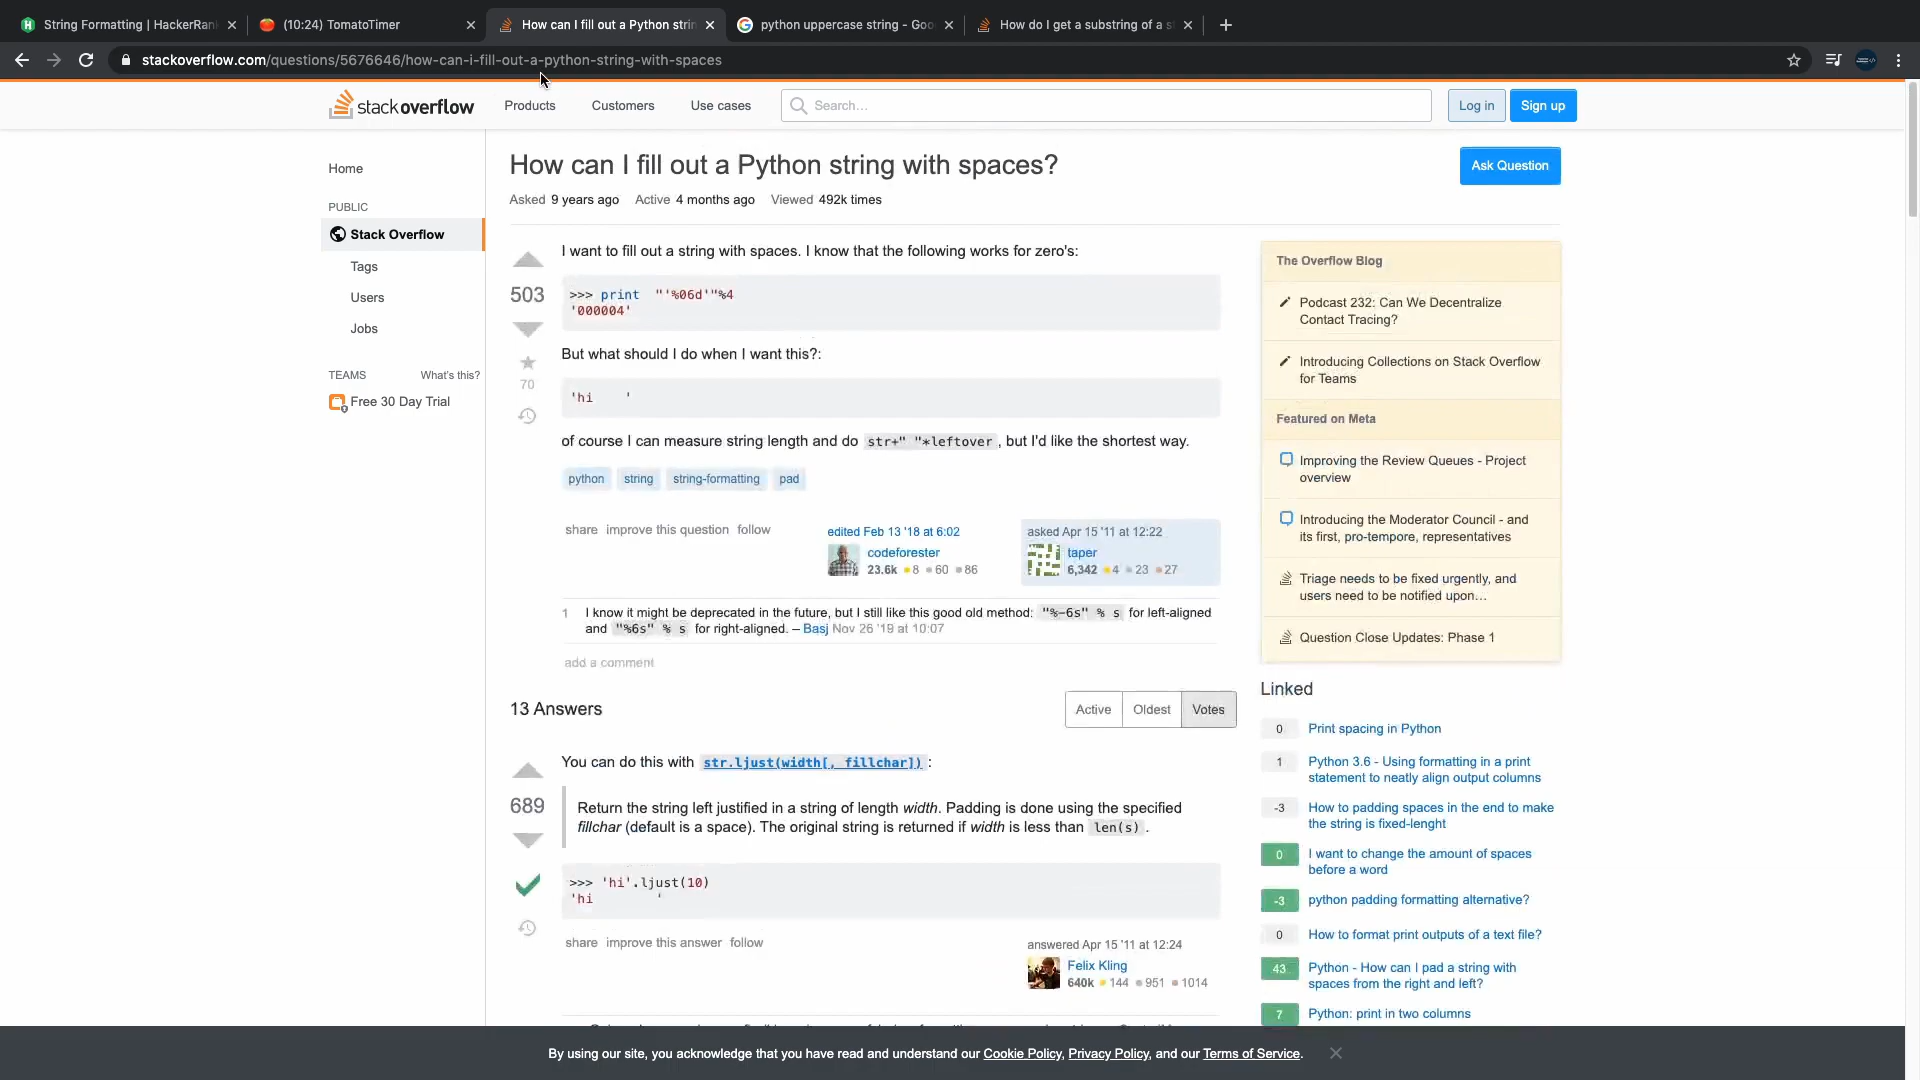 String Formatting | HackerRan
(10:24) TomatoTimer
How can I fill out a Python strin
python uppercase string - Goo
How do I get a substring of a s
stackoverflow.com/questions/5676646/how-can-i-fill-out-a-python-string-with-spaces
stackoverflow
Products
Customers
Use cases
Search...
Log in
Sign up
Home
PUBLIC
Stack Overflow
Tags
Users
Jobs
TEAMS
What's this?
Free 30 Day Trial
How can I fill out a Python string with spaces?
Ask Question
Asked 9 years ago Active 4 months ago Viewed 492k times
503
I want to fill out a string with spaces. I know that the following works for zero's:
>>> print "'%06d'"%4
'000004'
But what should I do when I want this?:
70
'hi    '
of course I can measure string length and do str+" "*leftover, but I'd like the shortest way.
python string string-formatting pad
share improve this question follow
edited Feb 13 '18 at 6:02
codeforester
23.6k 8 60 86
asked Apr 15 '11 at 12:22
taper
6,342 4 23 27
1
I know it might be deprecated in the future, but I still like this good old method: "%-6s" % s for left-aligned
and "%6s" % s for right-aligned. – Basj Nov 26 '19 at 10:07
add a comment
13 Answers
Active
Oldest
Votes
You can do this with str.ljust(width[, fillchar]):
689
Return the string left justified in a string of length width. Padding is done using the specified
fillchar (default is a space). The original string is returned if width is less than len(s).
>>> 'hi'.ljust(10)
'hi        '
share improve this answer follow
answered Apr 15 '11 at 12:24
Felix Kling
640k 144 951 1014
The Overflow Blog
Podcast 232: Can We Decentralize
Contact Tracing?
Introducing Collections on Stack Overflow
for Teams
Featured on Meta
Improving the Review Queues - Project
overview
Introducing the Moderator Council - and
its first, pro-tempore, representatives
Triage needs to be fixed urgently, and
users need to be notified upon...
Question Close Updates: Phase 1
Linked
0 Print spacing in Python
1 Python 3.6 - Using formatting in a print
statement to neatly align output columns
-3 How to padding spaces in the end to make
the string is fixed-lenght
0 I want to change the amount of spaces
before a word
-3 python padding formatting alternative?
0 How to format print outputs of a text file?
43 Python - How can I pad a string with
spaces from the right and left?
7 Python: print in two columns
By using our site, you acknowledge that you have read and understand our Cookie Policy, Privacy Policy, and our Terms of Service.